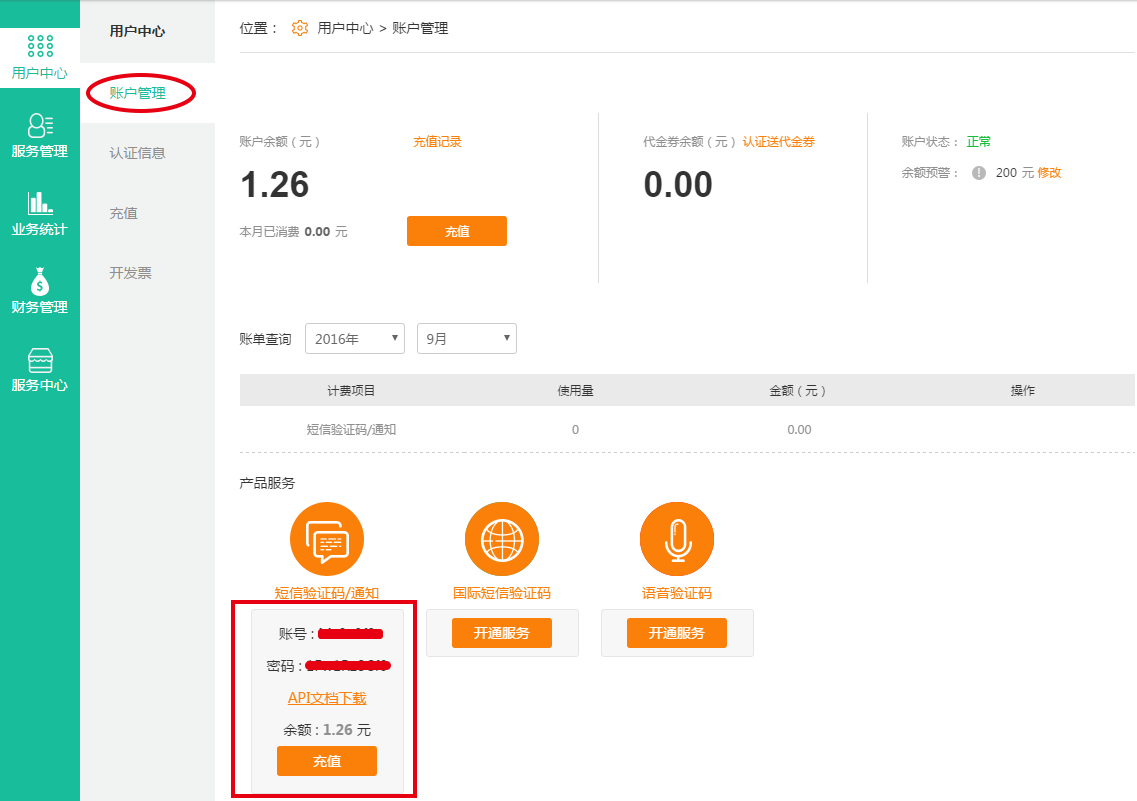 用户中心
服务管理
业务统计
财务管理
服务中心
用户中心
账户管理
认证信息
充值
开发票
位置： 用户中心 > 账户管理
账户余额（元） 充值记录
1.26
本月已消费 0.00 元 充值
代金券余额（元） 认证送代金券
0.00
账户状态： 正常
余额预警： 200 元 修改
账单查询 2016年 9月
计费项目 使用量 金额（元） 操作
短信验证码/通知 0 0.00
产品服务
短信验证码/通知 国际短信验证码 语音验证码
账号 : 开通服务 开通服务
密码 :
API文档下载
余额 : 1.26 元
充值